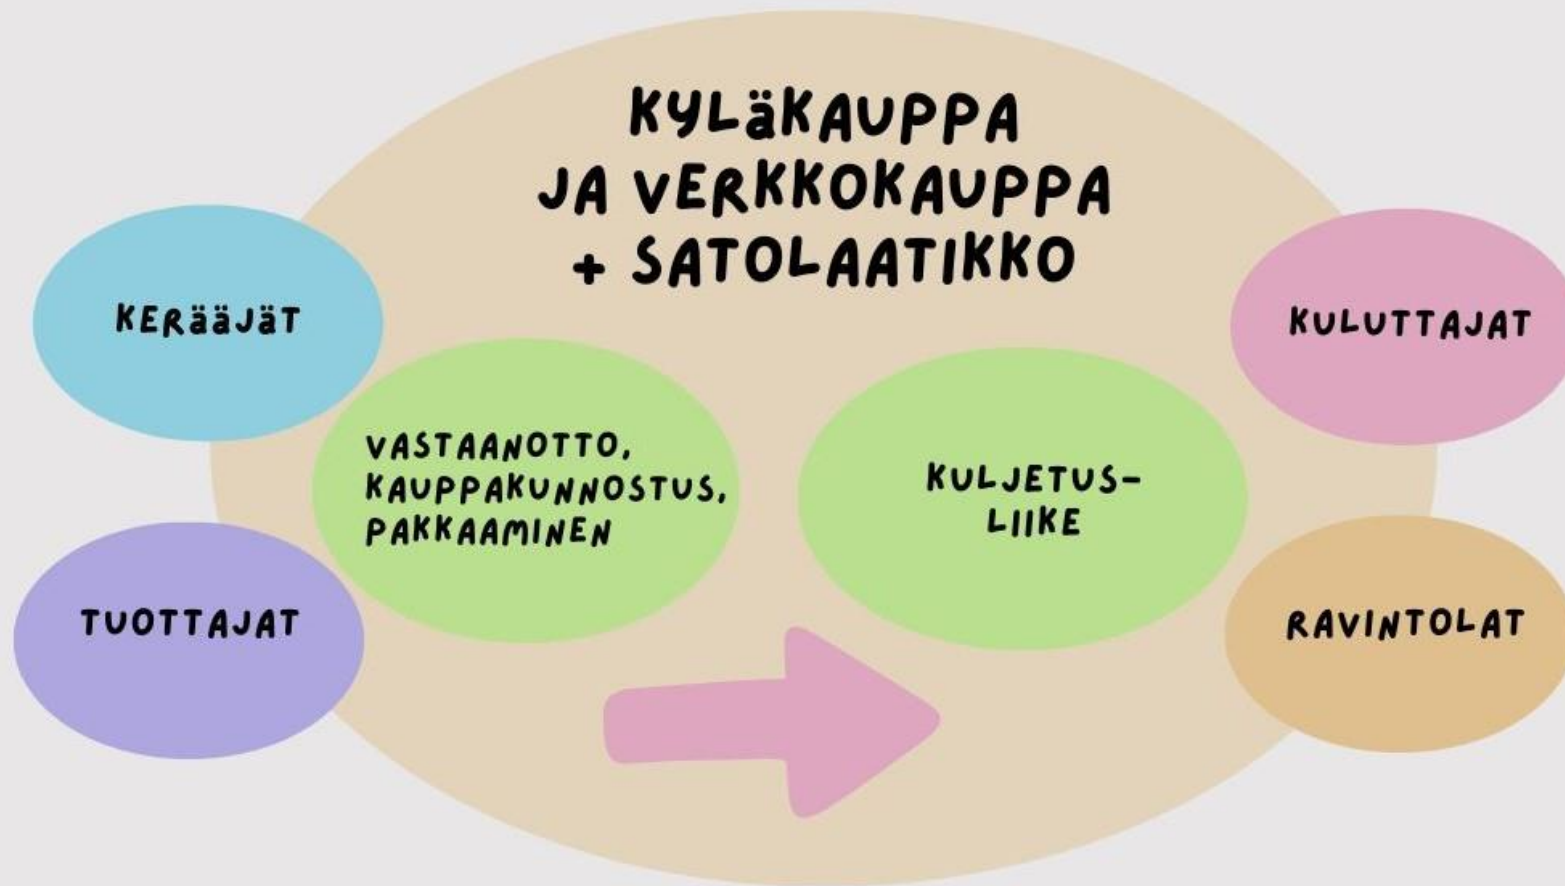 KYLÄKAUPPA
JA VERKKOKAUPPA
+ SATOLAATIKKO
KERÄÄJÄT
KULUTTAJAT
VASTAANOTTO,
KAUPPAKUNNOSTUS,
PAKKAAMINEN
KULJETUS-
LIIKE
TUOTTAJAT
RAVINTOLAT